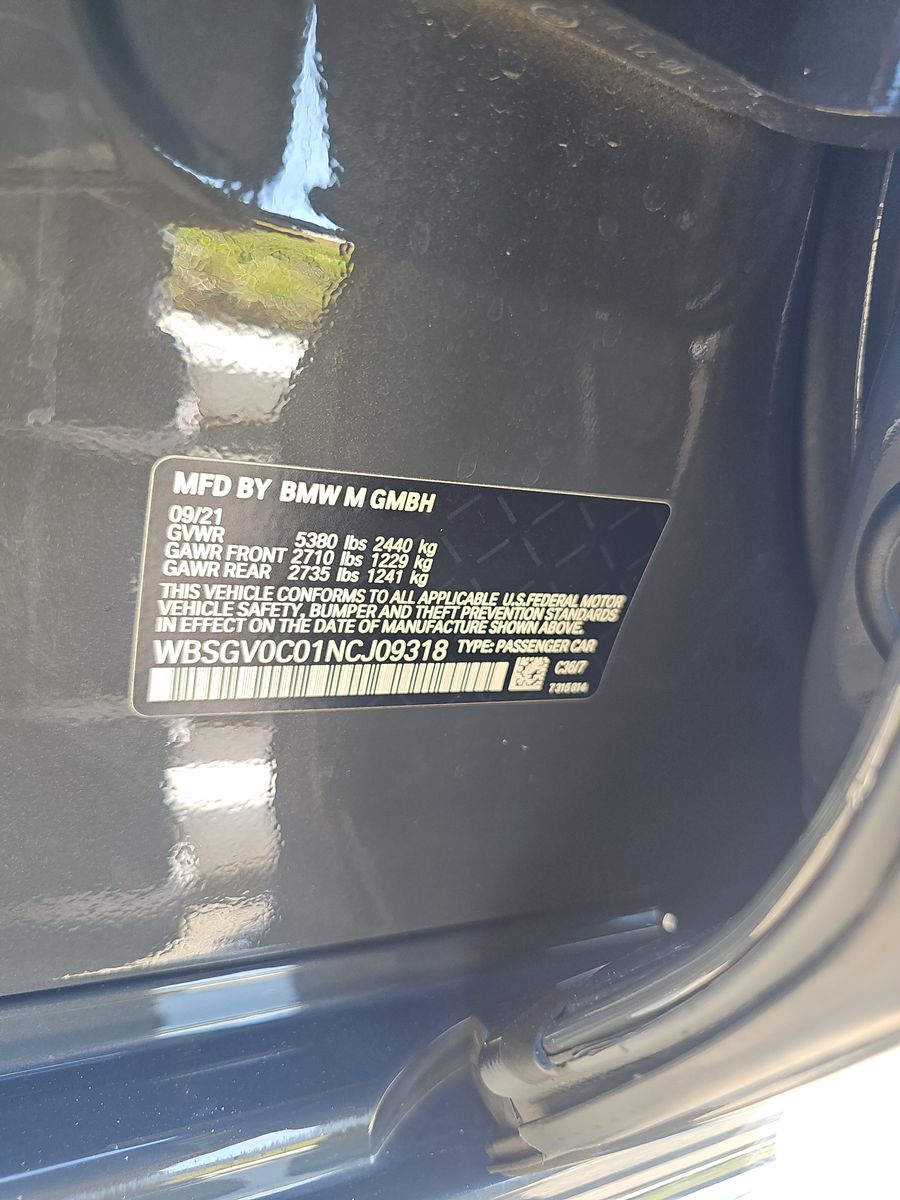 MFD BY BMW M GMBH
09/21
GVWR 5380 lbs 2440 kg
GAWR FRONT 2710 lbs 1229 kg
GAWR REAR 2735 lbs 1241 kg
THIS VEHICLE CONFORMS TO ALL APPLICABLE U.S.FEDERAL MOTOR
VEHICLE SAFETY, BUMPER AND THEFT PREVENTION STANDARDS
IN EFFECT ON THE DATE OF MANUFACTURE SHOWN ABOVE.
WBSGV0C01NCJ09318 TYPE: PASSENGER CAR
7315814